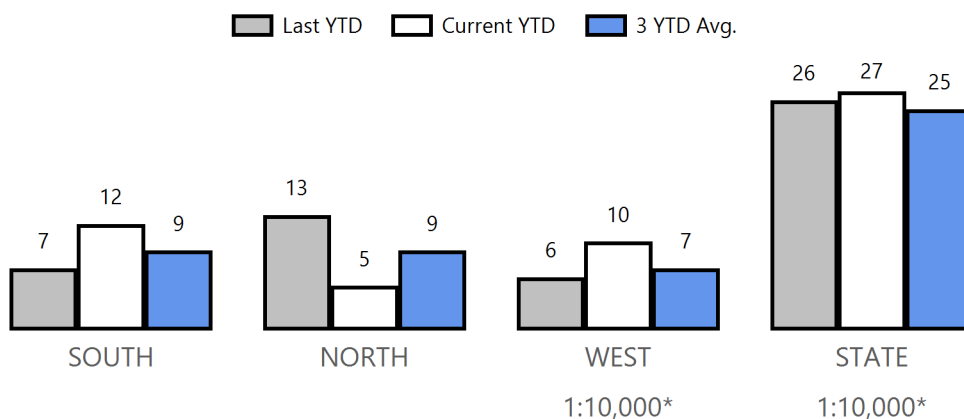 Last YTD Current YTD 3 YTD Avg.
26 27 25
7 12 9
13 5 9
6 10 7
SOUTH NORTH WEST STATE
1:10,000* 1:10,000*